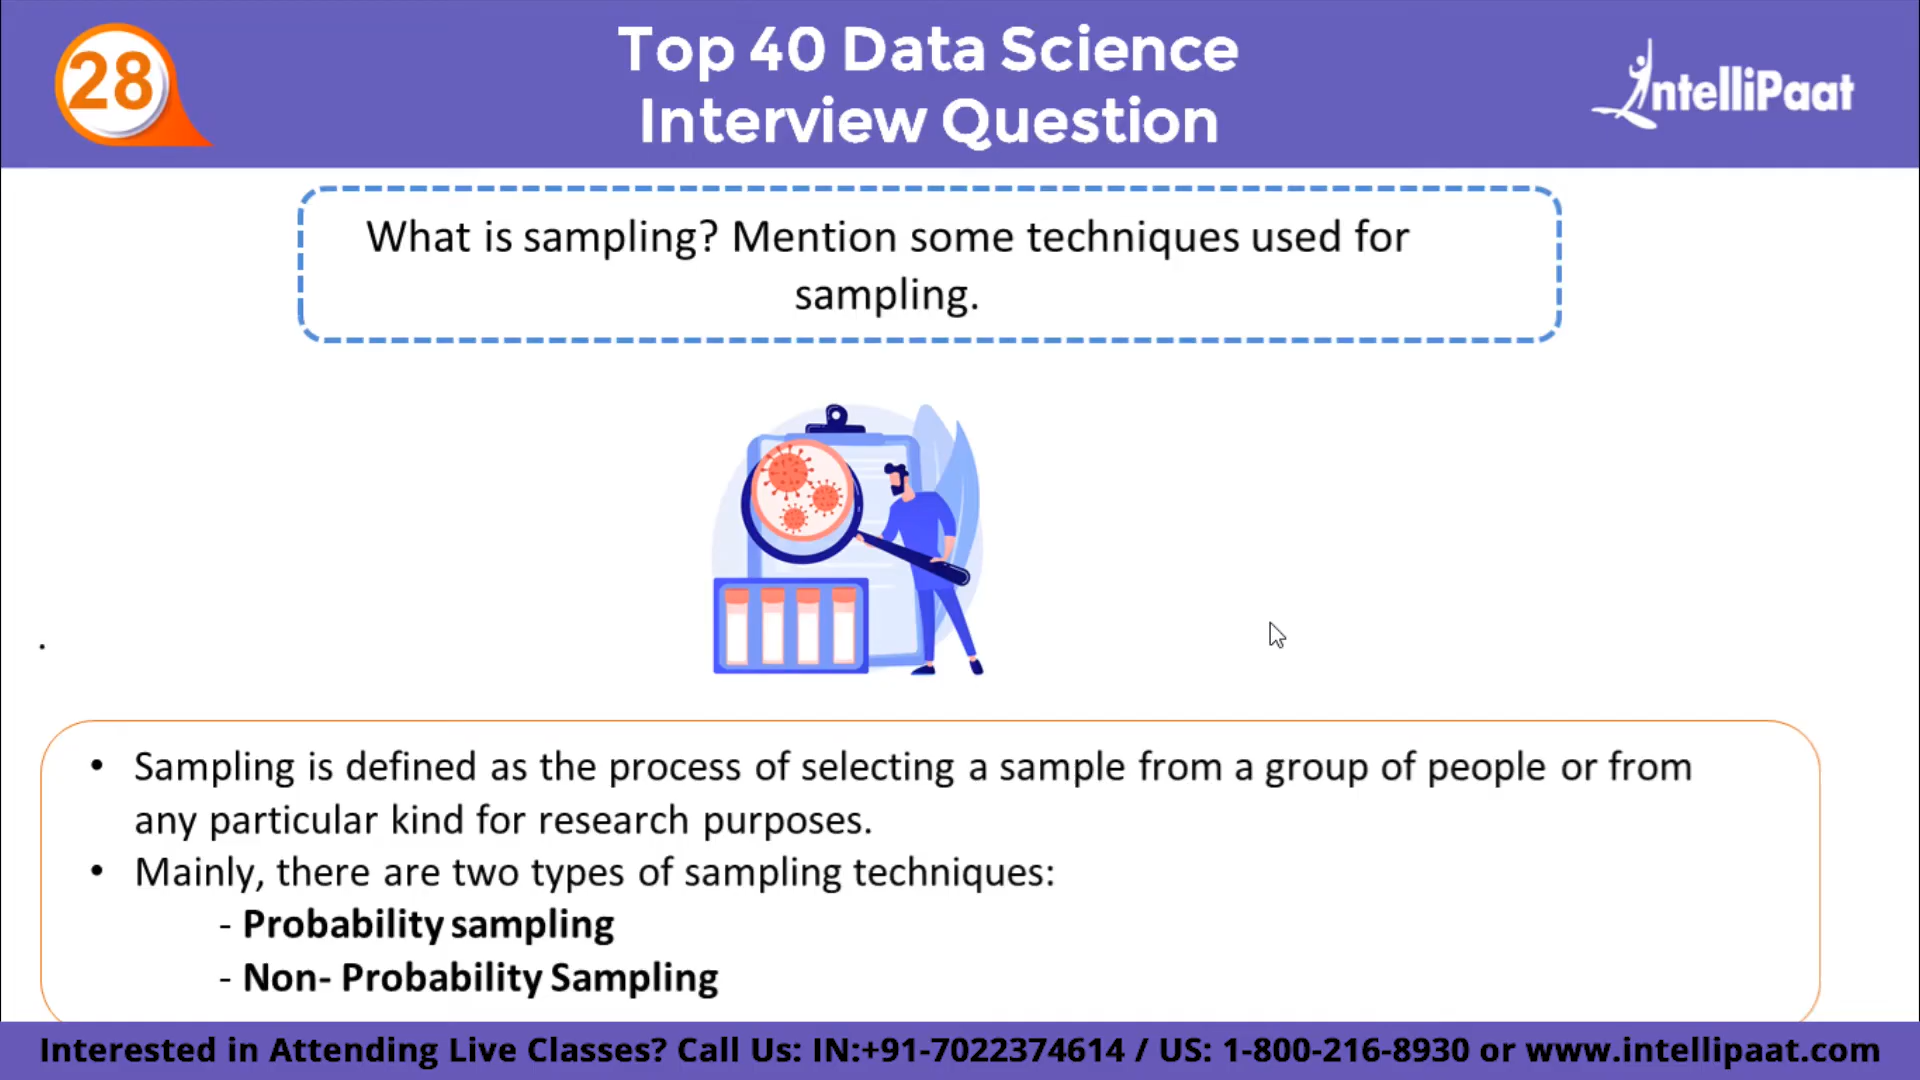 28
Top 40 Data Science
Interview Question
IntelliPaat
What is sampling? Mention some techniques used for
sampling.
.
• Sampling is defined as the process of selecting a sample from a group of people or from
any particular kind for research purposes.
• Mainly, there are two types of sampling techniques:
- Probability sampling
- Non- Probability Sampling
Interested in Attending Live Classes? Call Us: IN:+91-7022374614 / US: 1-800-216-8930 or www.intellipaat.com